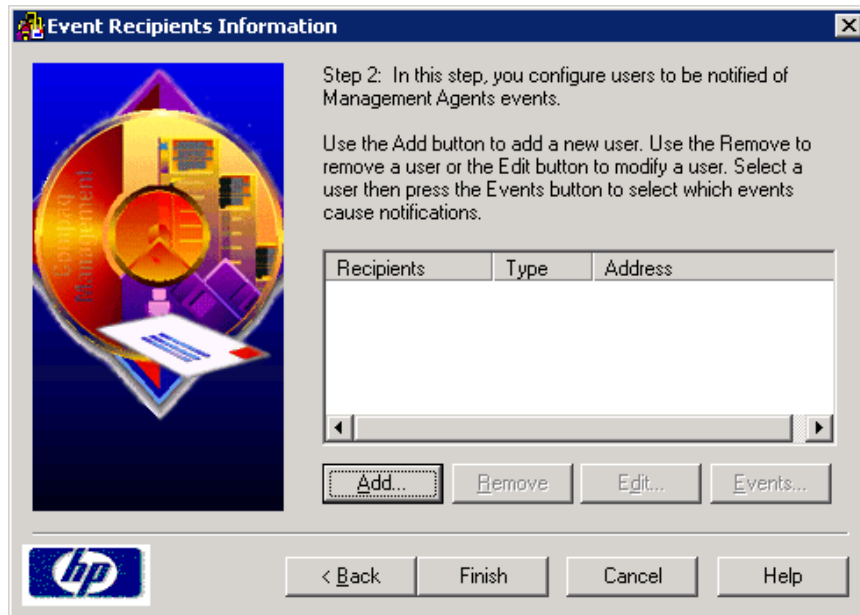 Event Recipients Information
Step 2: In this step, you configure users to be notified of
Management Agents events.
Use the Add button to add a new user. Use the Remove to
remove a user or the Edit button to modify a user. Select a
user then press the Events button to select which events
cause notifications.
Compaq
Management
Recipients Type Address
Add... Remove Edit... Events...
hp
< Back Finish Cancel Help